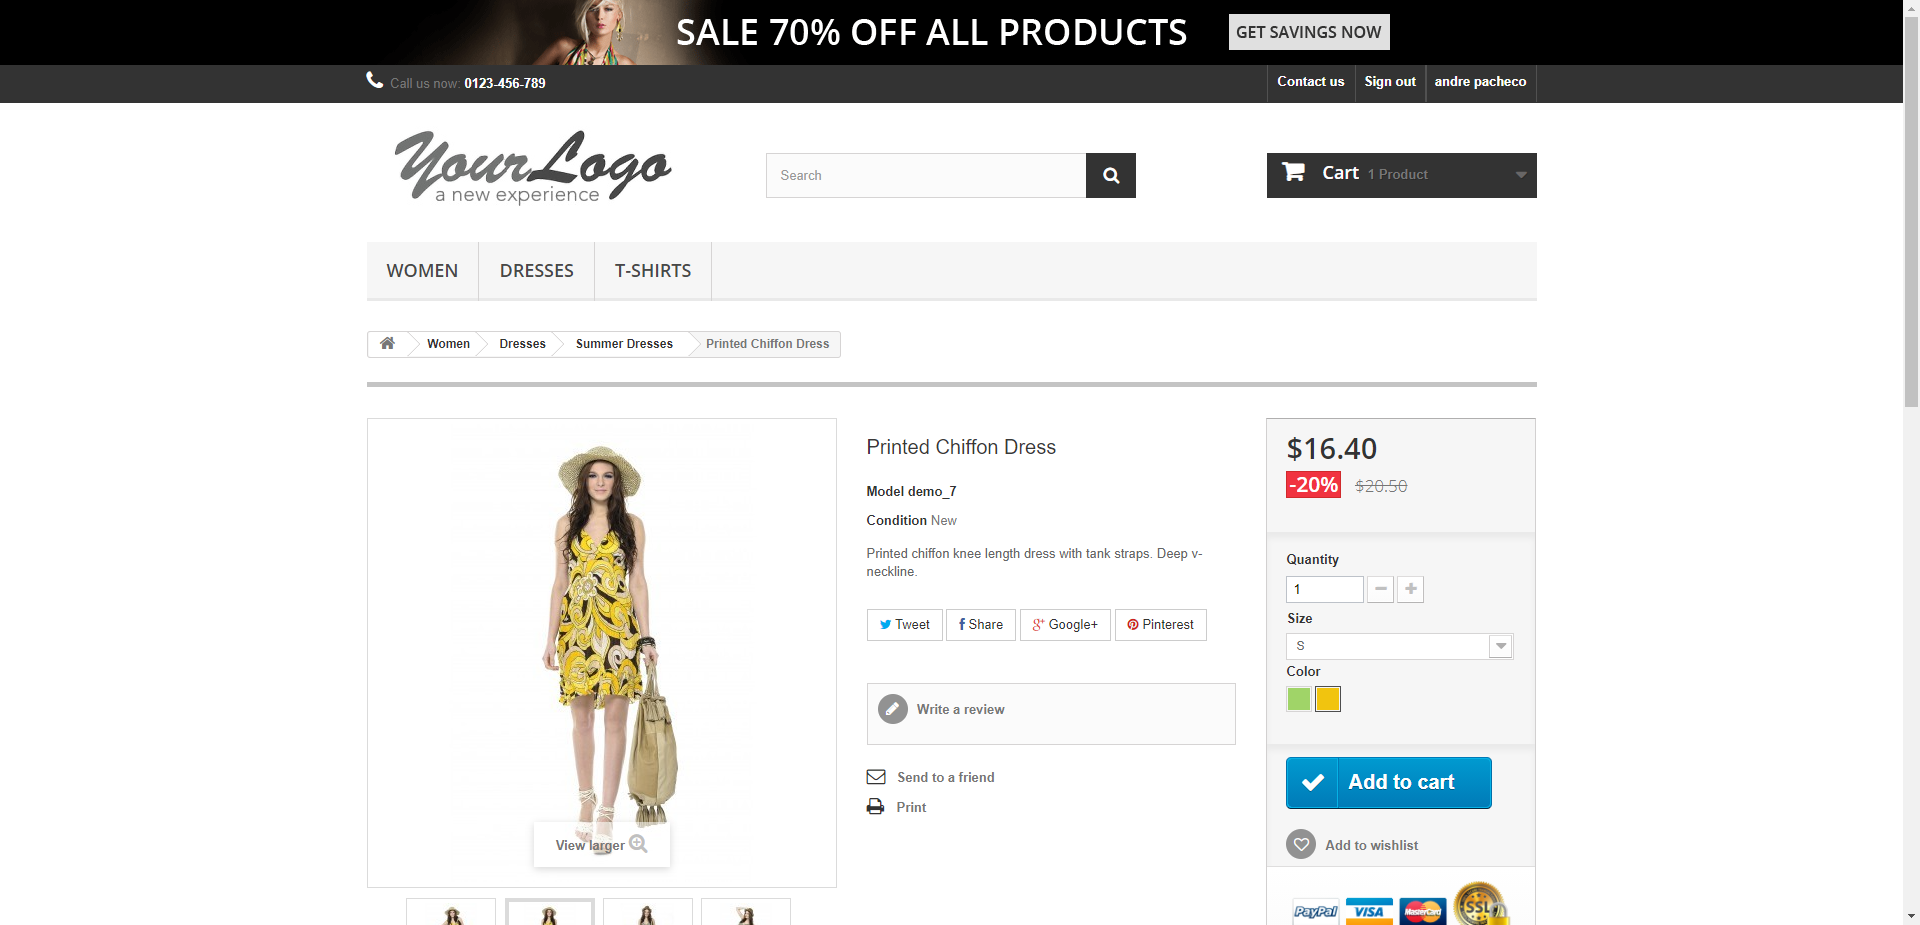 SALE 70% OFF ALL PRODUCTS GET SAVINGS NOW
Call us now: 0123-456-789 Contact us Sign out andre pacheco
YourLogo
a new experience
Search
Cart 1 Product
WOMEN DRESSES T-SHIRTS
Women Dresses Summer Dresses Printed Chiffon Dress
Printed Chiffon Dress
Model demo_7
Condition New
Printed chiffon knee length dress with tank straps. Deep v-
neckline.
Tweet Share Google+ Pinterest
Write a review
Send to a friend
Print
View larger
$16.40
-20% $20.50
Quantity
1
Size
S
Color
Add to cart
Add to wishlist
PayPal VISA MasterCard SSL